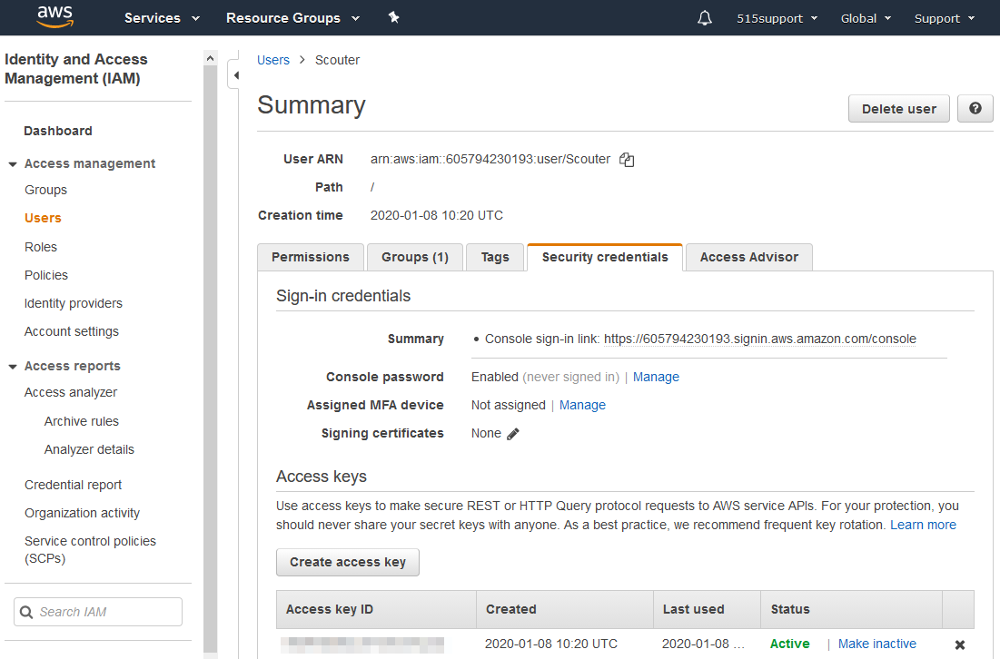 aws Services Resource Groups 515support Global Support
Identity and Access
Management (IAM)
Dashboard
Access management
Groups
Users
Roles
Policies
Identity providers
Account settings
Access reports
Access analyzer
Archive rules
Analyzer details
Credential report
Organization activity
Service control policies
(SCPs)
Search IAM
Users > Scouter
Summary
Delete user ?
User ARN arn:aws:iam::605794230193:user/Scouter
Path /
Creation time 2020-01-08 10:20 UTC
Permissions Groups (1) Tags Security credentials Access Advisor
Sign-in credentials
Summary • Console sign-in link: https://605794230193.signin.aws.amazon.com/console
Console password Enabled (never signed in) | Manage
Assigned MFA device Not assigned | Manage
Signing certificates None
Access keys
Use access keys to make secure REST or HTTP Query protocol requests to AWS service APIs. For your protection, you
should never share your secret keys with anyone. As a best practice, we recommend frequent key rotation. Learn more
Create access key
Access key ID Created Last used Status
2020-01-08 10:20 UTC 2020-01-08 ... Active | Make inactive